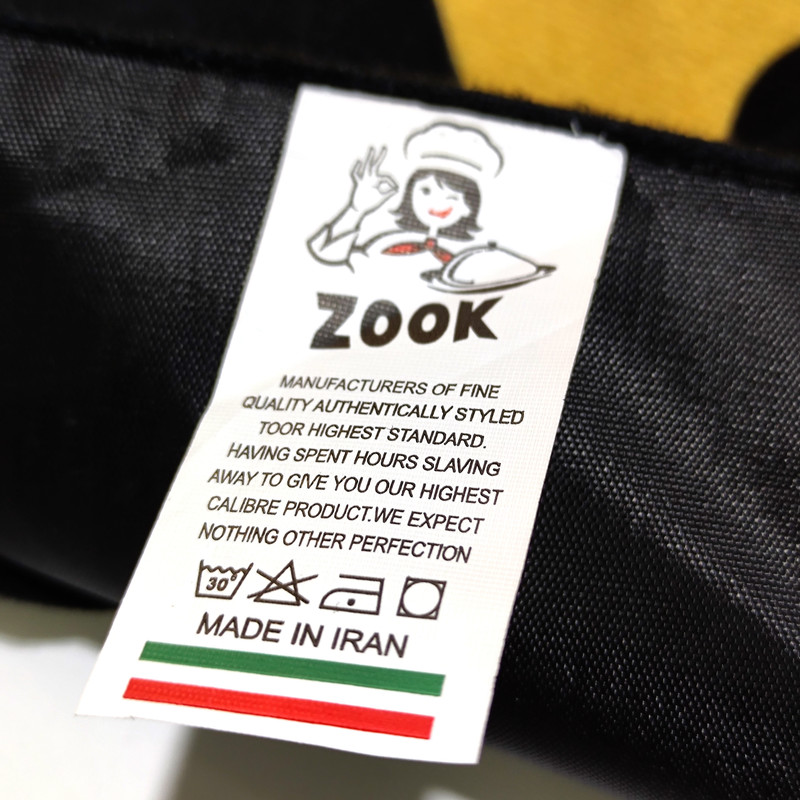 ZOOK
MANUFACTURERS OF FINE
QUALITY AUTHENTICALLY STYLED
TOOR HIGHEST STANDARD.
HAVING SPENT HOURS SLAVING
AWAY TO GIVE YOU OUR HIGHEST
CALIBRE PRODUCT.WE EXPECT
NOTHING OTHER PERFECTION
30°
MADE IN IRAN